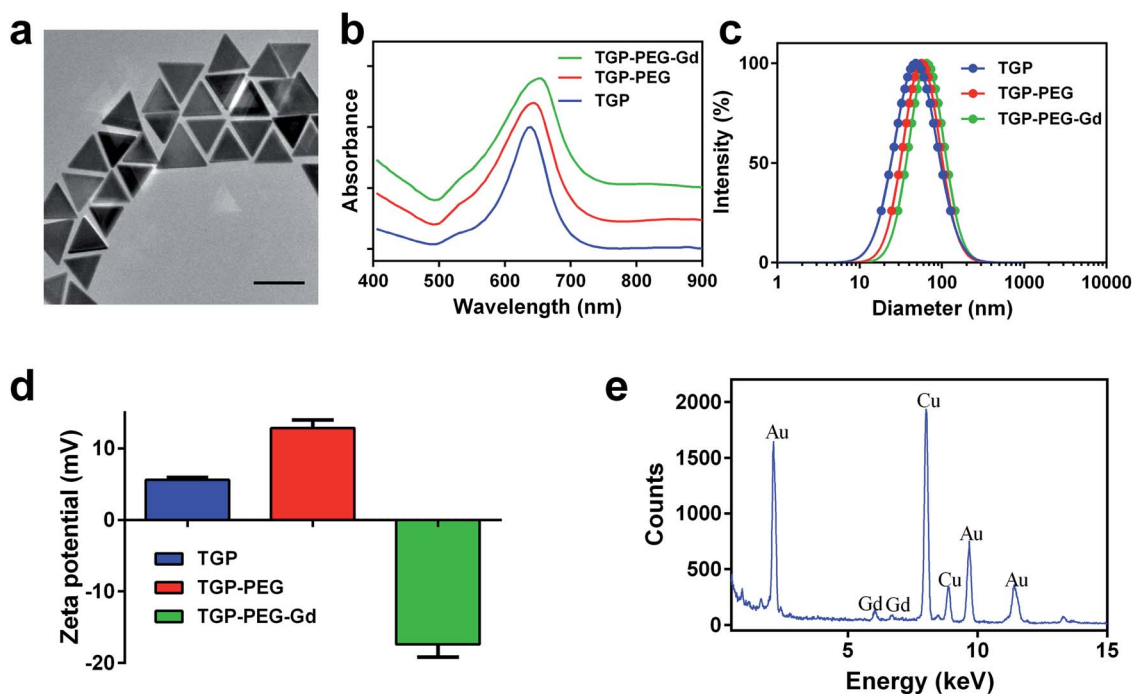 a
b
TGP-PEG-Gd
TGP-PEG
TGP
Absorbance
400 500 600 700 800 900
Wavelength (nm)
c
TGP
TGP-PEG
TGP-PEG-Gd
Intensity (%)
100
50
0
1 10 100 1000 10000
Diameter (nm)
d
Zeta potential (mV)
10
0
-10
-20
TGP
TGP-PEG
TGP-PEG-Gd
e
Counts
2000
1500
1000
500
0
Au
Gd
Gd
Cu
Cu
Au
Au
5 10 15
Energy (keV)